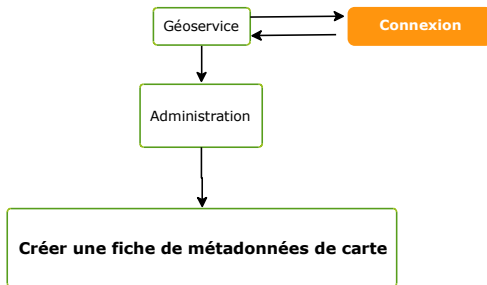 Géoservice
Connexion
Administration
Créer une fiche de métadonnées de carte